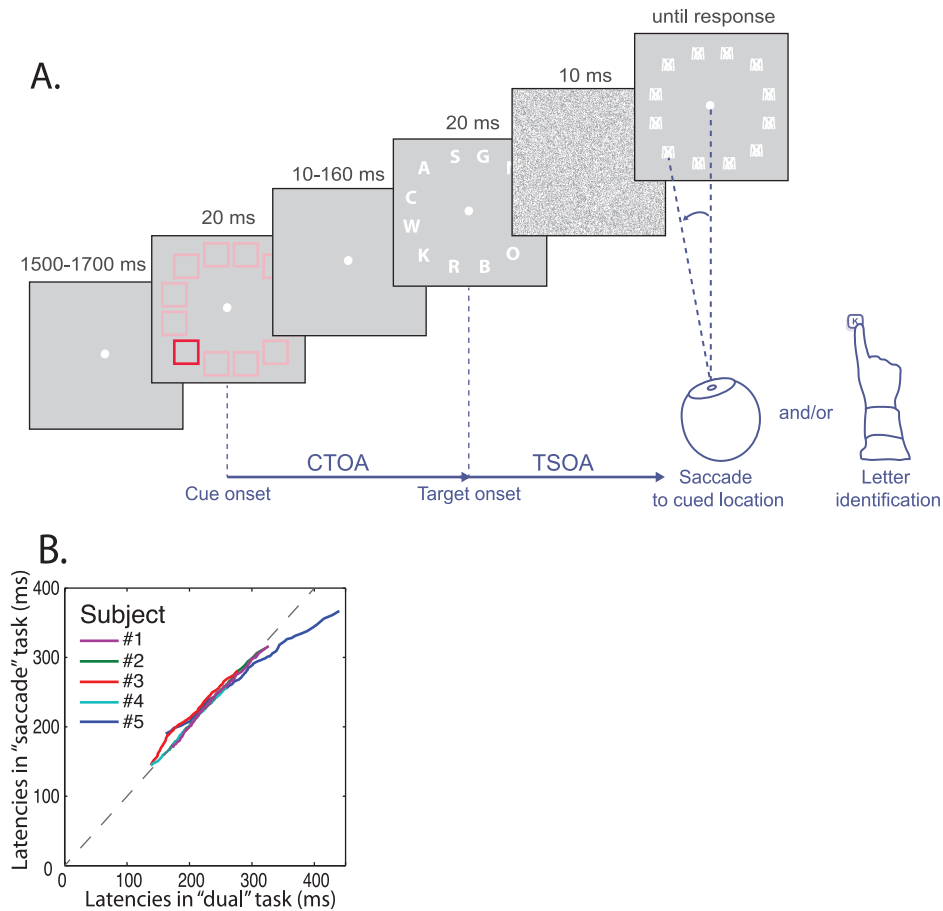 A.
1500-1700 ms
20 ms
10-160 ms
20 ms
10 ms
until response
A S G
C
W
K R B O
K
CTOA
TSOA
and/or
Cue onset
Target onset
Saccade
to cued location
Letter
identification
B.
Latencies in "saccade" task (ms)
400
300
200
100
0
Subject
#1
#2
#3
#4
#5
0 100 200 300 400
Latencies in "dual" task (ms)